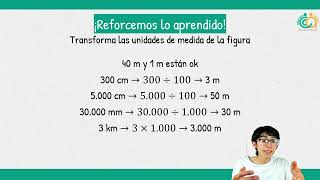 ¡Reforcemos lo aprendido!
Transforma las unidades de medida de la figura
40 m y 1 m están ok
300 cm → 300 ÷ 100 → 3 m
5.000 cm → 5.000 ÷ 100 → 50 m
30.000 mm → 30.000 ÷ 1.000 → 30 m
3 km → 3 × 1.000 → 3.000 m